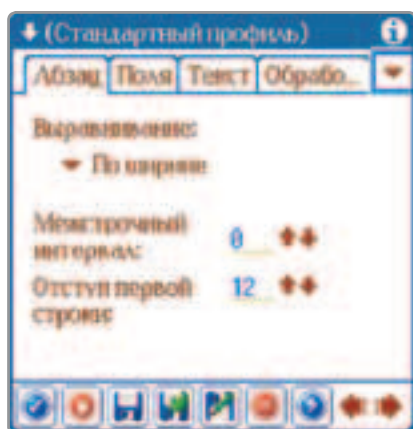 (Стандартный профиль)
Абзац Поля Текст Обрабо...
Выравнивание:
По ширине
Межстрочный
интервал: 0
Отступ первой 12
строки: